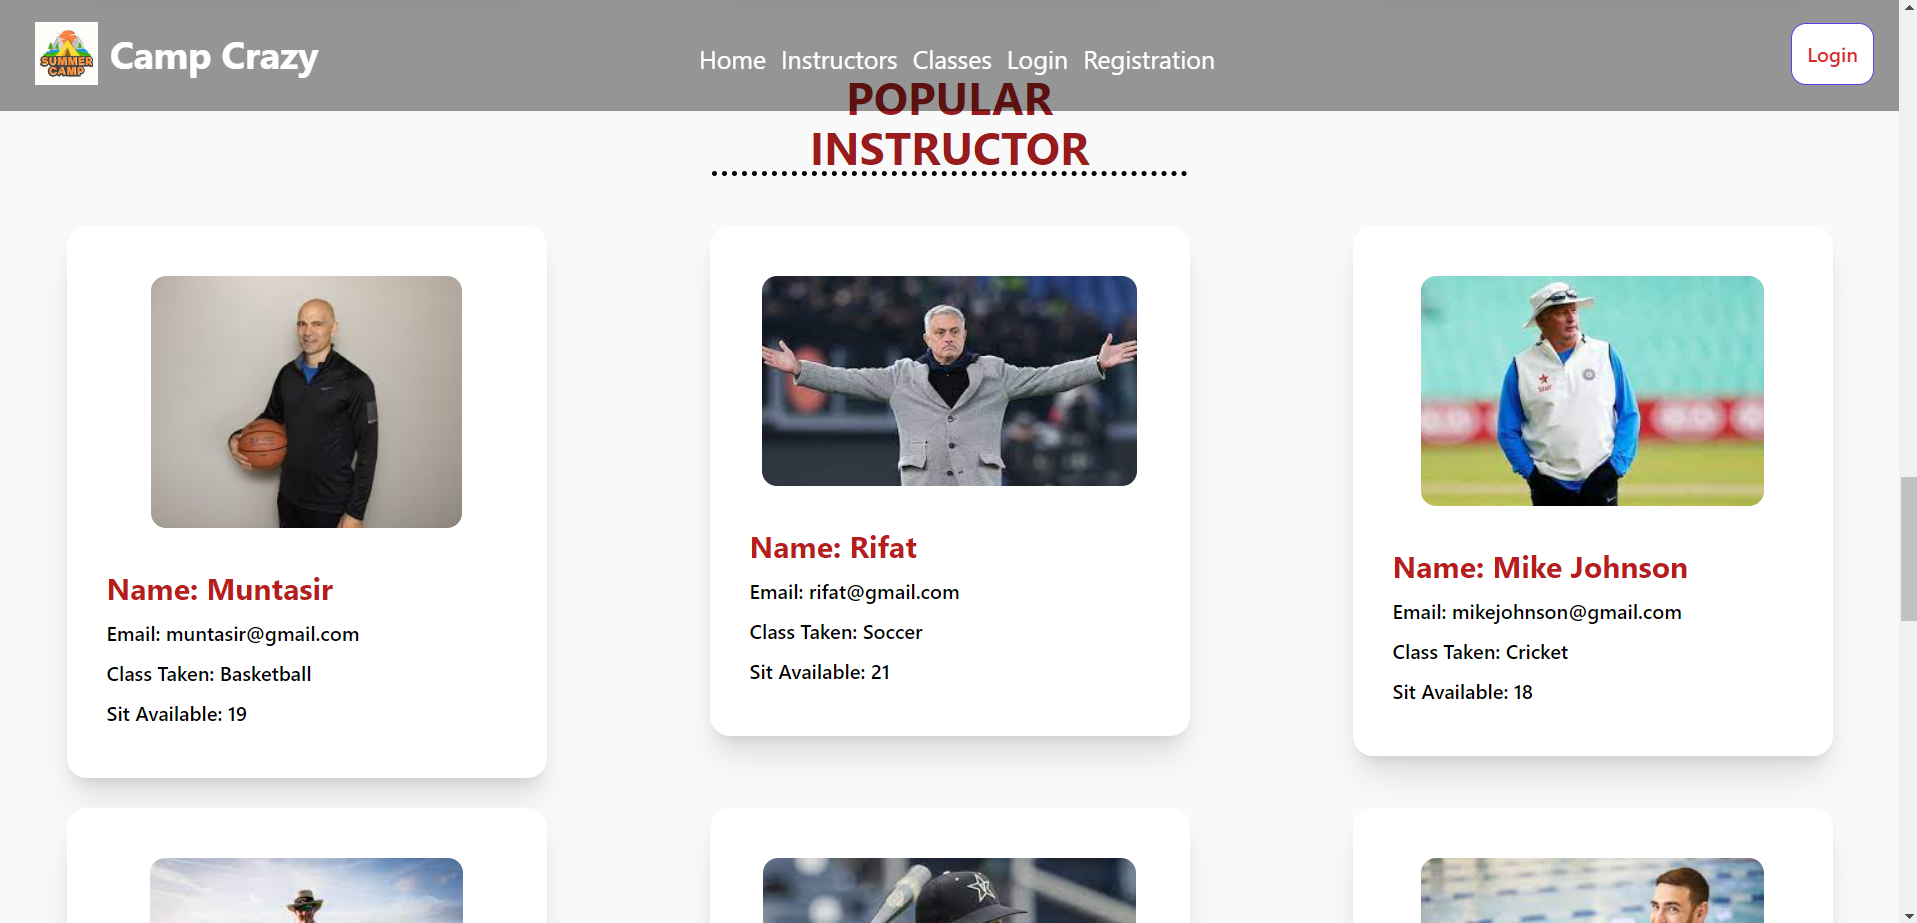 SUMMER
CAMP
Camp Crazy
Home Instructors Classes Login Registration
Login
POPULAR
INSTRUCTOR
Name: Muntasir
Email: muntasir@gmail.com
Class Taken: Basketball
Sit Available: 19
Name: Rifat
Email: rifat@gmail.com
Class Taken: Soccer
Sit Available: 21
Star
Name: Mike Johnson
Email: mikejohnson@gmail.com
Class Taken: Cricket
Sit Available: 18